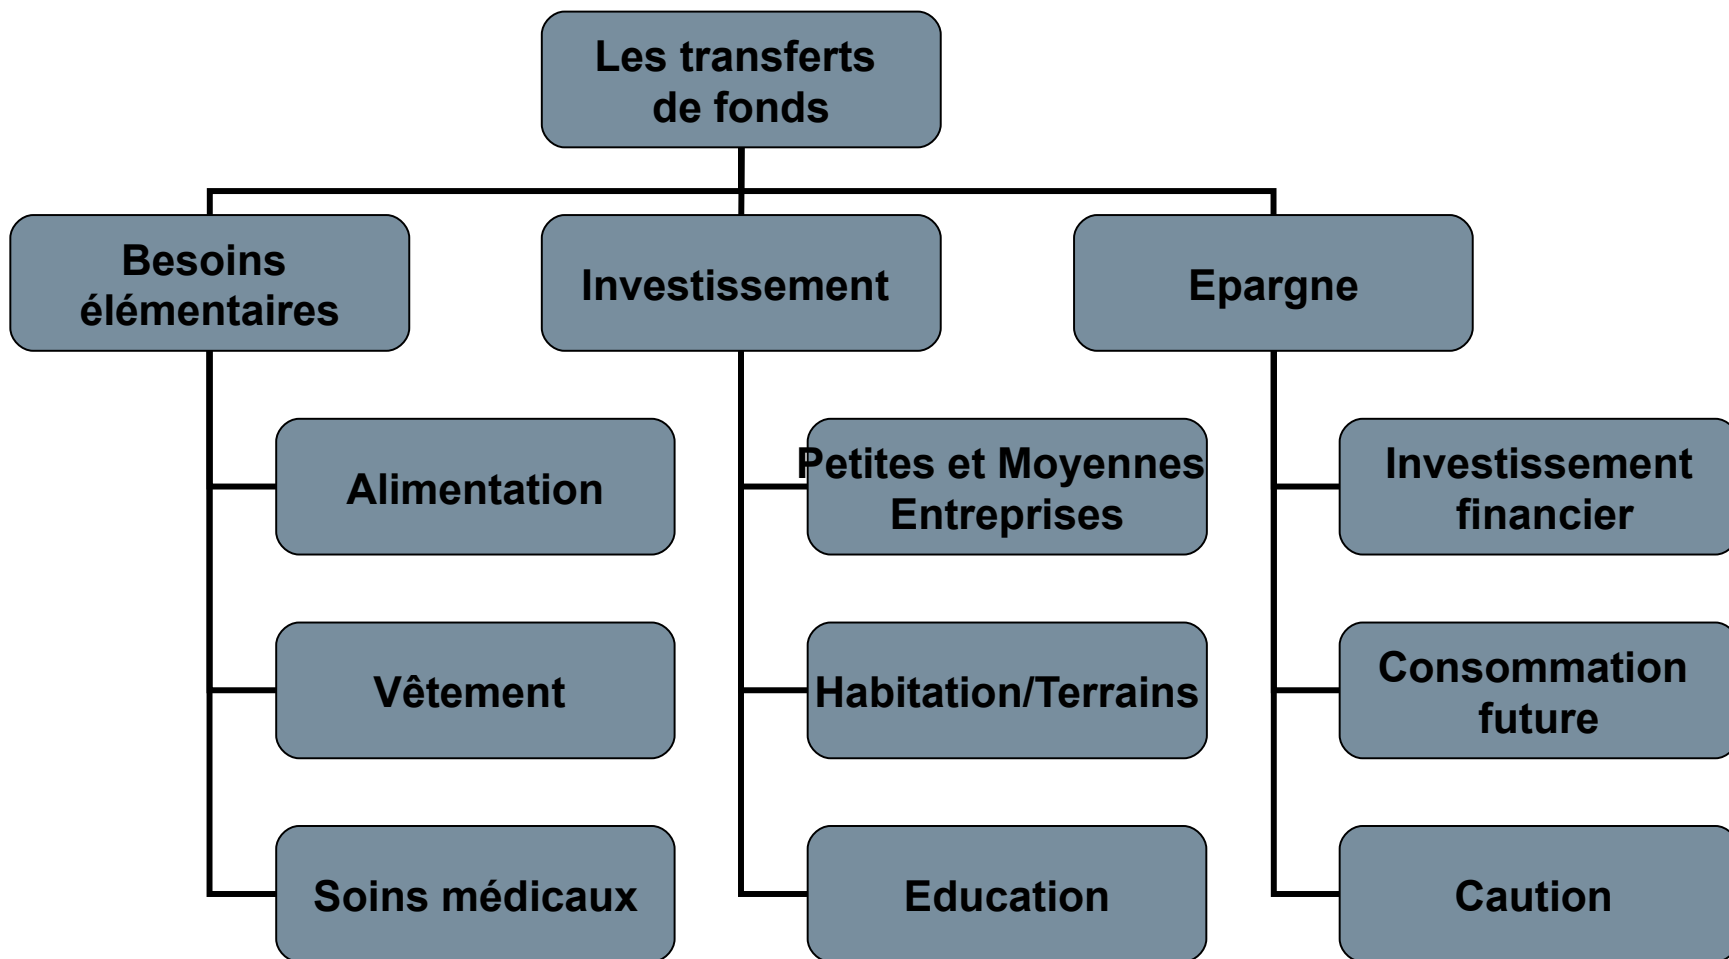 Les transferts
de fonds
Besoins
élémentaires
Investissement
Epargne
Alimentation
Petites et Moyennes
Entreprises
Investissement
financier
Vêtement
Habitation/Terrains
Consommation
future
Soins médicaux
Education
Caution